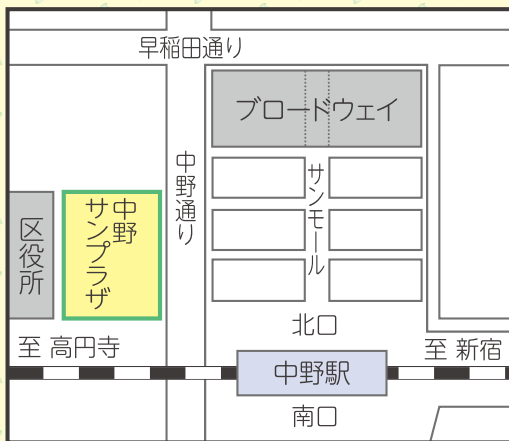 早稲田通り
ブロードウェイ
中野通り
サンモール
中野
サンプラザ
区役所
北口
至 高円寺
至 新宿
中野駅
南口